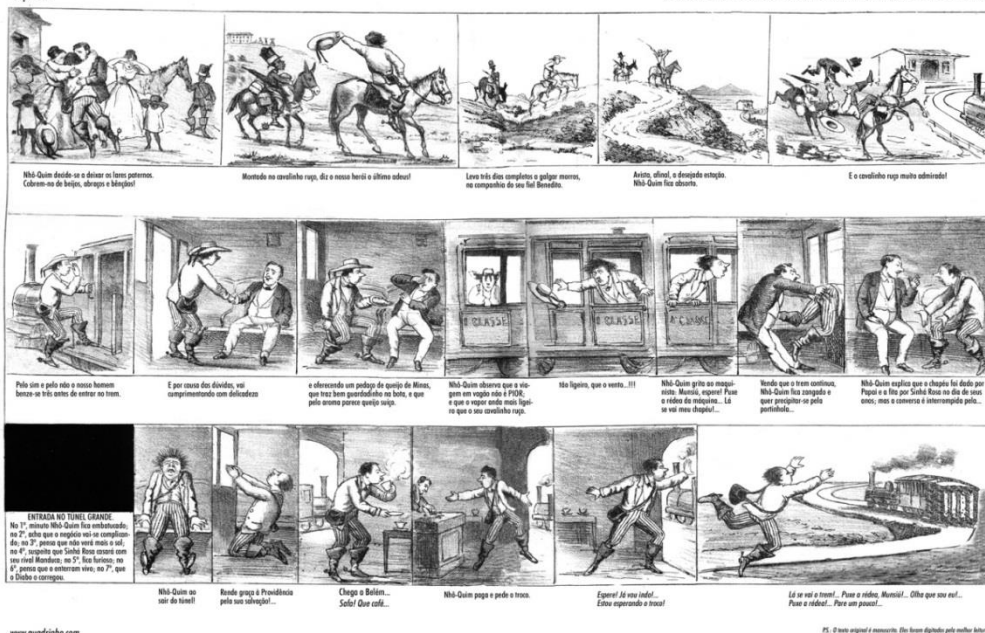 Nhô-Quim decide-se a deixar os lares paternos.
Cobrem-no de beijos, abraços e bênçãos!
Montado no cavalinho ruço, diz o nosso herói o último adeus!
Leva três dias completos a galgar morros,
na companhia do seu fiel Benedito.
Avista, afinal, a desejada estação.
Nhô-Quim fica absorto.
E o cavalinho ruço muito admirado!
Pelo sim e pelo não o nosso homem
benze-se três antes de entrar no trem.
E por causa das dúvidas, vai
cumprimentando com delicadeza
e oferecendo um pedaço de queijo de Minas,
que traz bem guardadinho na bota, e que
pelo aroma parece queijo suíço.
Nhô-Quim observa que a via-
gem em vagão não é PIOR;
e que o vapor anda mais ligei-
ro que o seu cavalinho ruço.
tão ligeiro, que o vento...!!!
Nhô-Quim grita ao maqui-
nista: Munsiú, espere! Puxe
a rédea da máquina... Lá
se vai meu chapéu!...
Vendo que o trem continua,
Nhô-Quim fica zangado e
quer precipitar-se pela
portinhola...
Nhô-Quim explica que o chapéu foi dado por
Papai e a fita por Sinhá Rosa no dia de seus
anos; mas a conversa é interrompida pela...
CLASSE
CLASSE
ENTRADA NO TUNEL GRANDE.
No 1º, minuto Nhô-Quim fica embatucado;
no 2º, acha que o negócio vai-se complican-
do; no 3º, pensa que não verá mais o sol;
no 4º, suspeita que Sinhá Rosa casará com
seu rival Manduca; no 5º, fica furioso; no
6º, pensa que o enterram vivo; no 7º, que
o Diabo o carregou.
Nhô-Quim ao
sair do túnel!
Rende graça à Providência
pela sua salvação!...
Chega a Belém...
Safa! Que café...
Nhô-Quim paga e pede o troco.
Espere! Já vou indo!...
Estou esperando o troco!
Lá se vai o trem!... Puxa a rédea, Munsiú!... Olha que sou eu!...
Puxa a rédea!... Pare um pouco!...
www.quadrinho.com
PS.: O texto original é manuscrito. Eles foram digitados pela melhor leitura